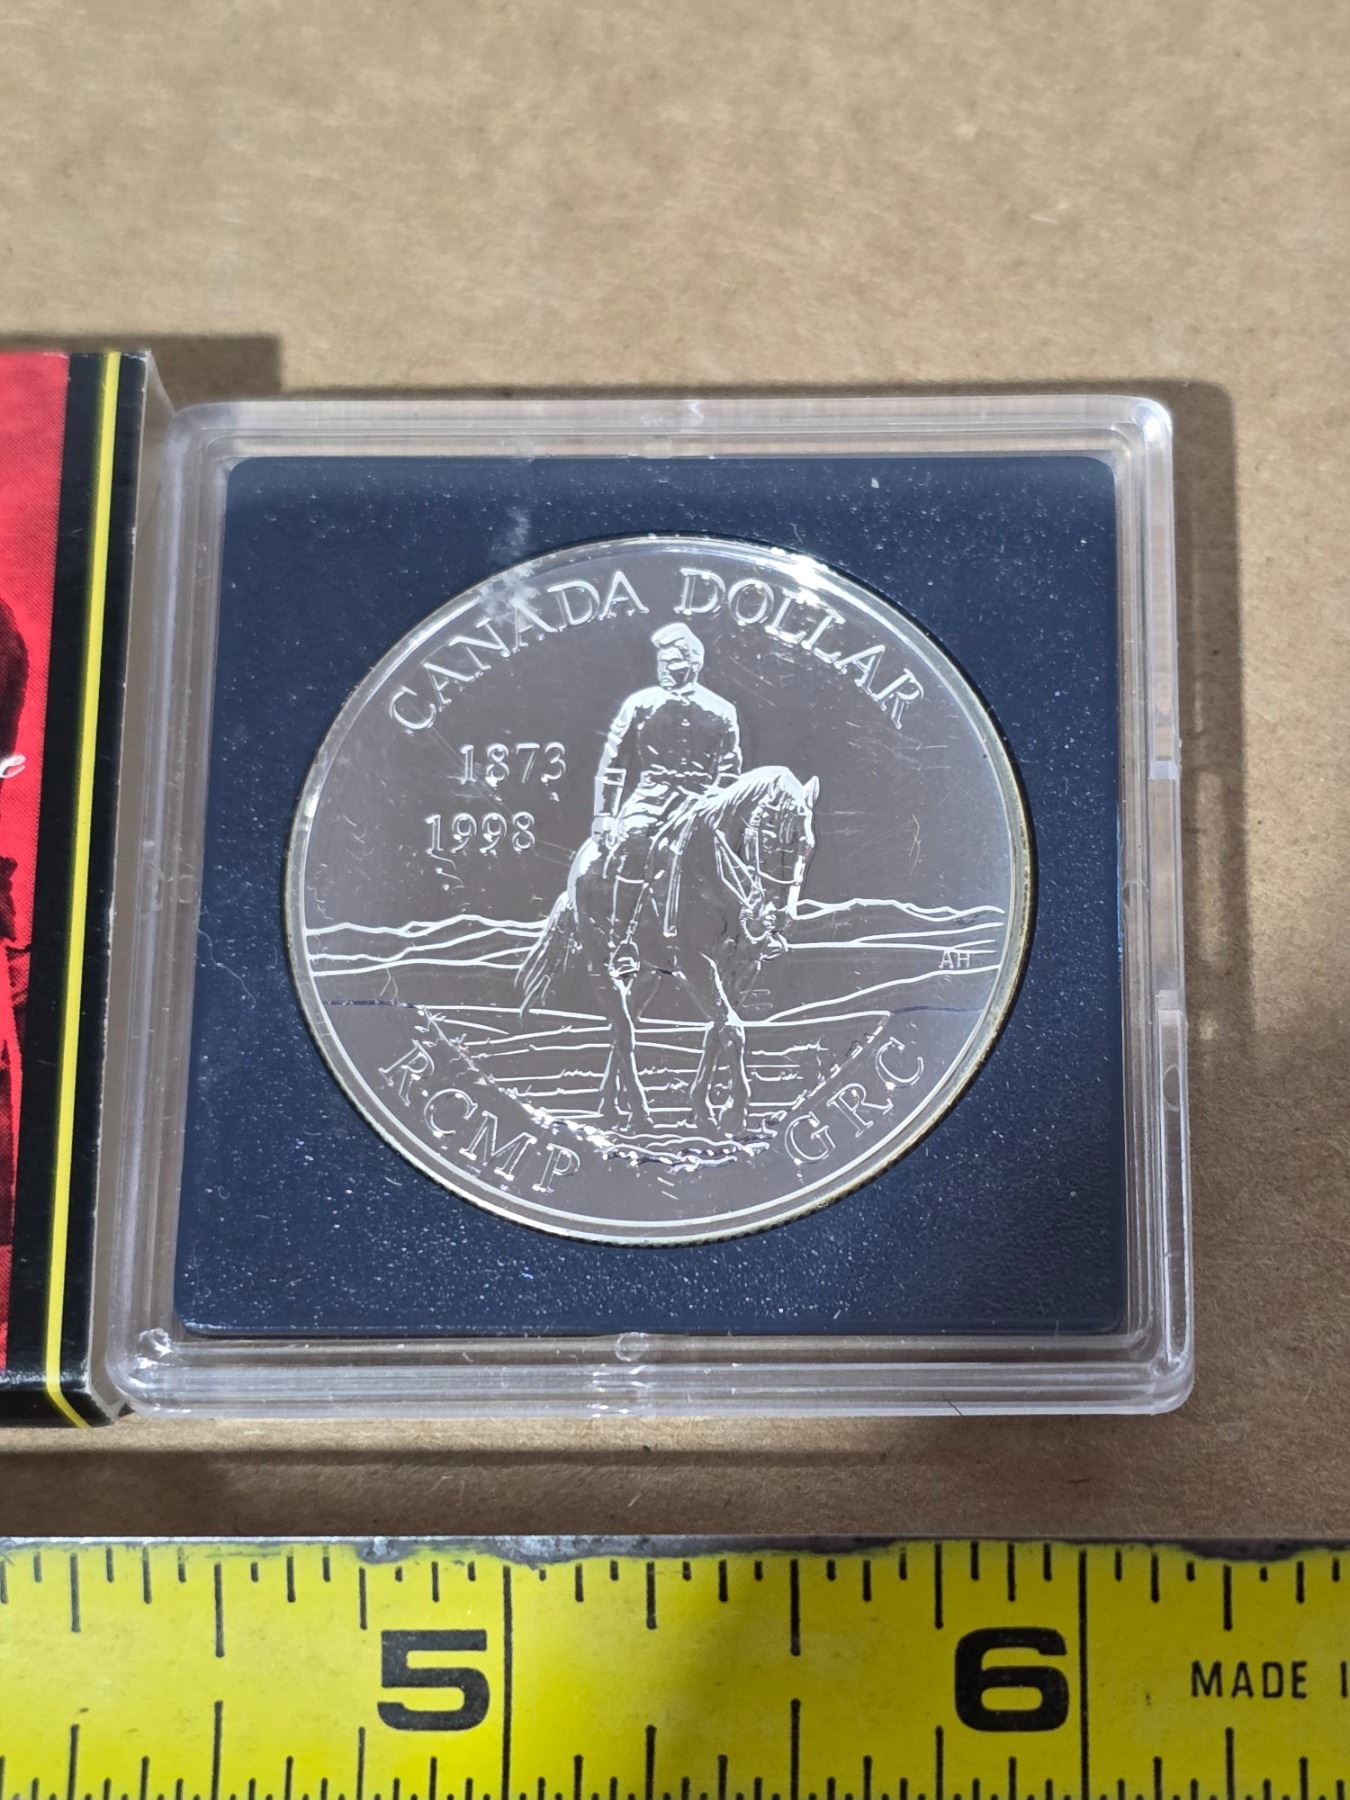 CANADA DOLLAR
1873
1998
AH
RCMP GRC
e
5 6
MADE I